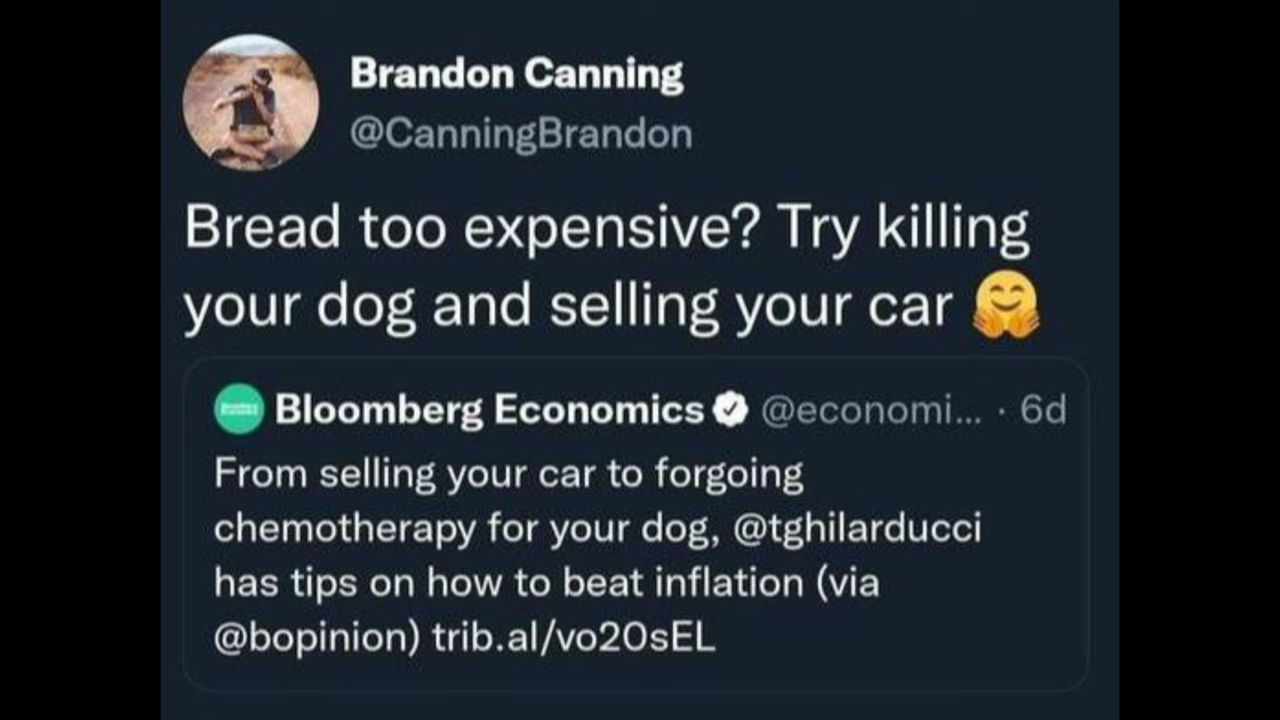 Brandon Canning
@CanningBrandon
Bread too expensive? Try killing
your dog and selling your car 🤗
Bloomberg Economics @economi... · 6d
From selling your car to forgoing
chemotherapy for your dog, @tghilarducci
has tips on how to beat inflation (via
@bopinion) trib.al/vo2OsEL